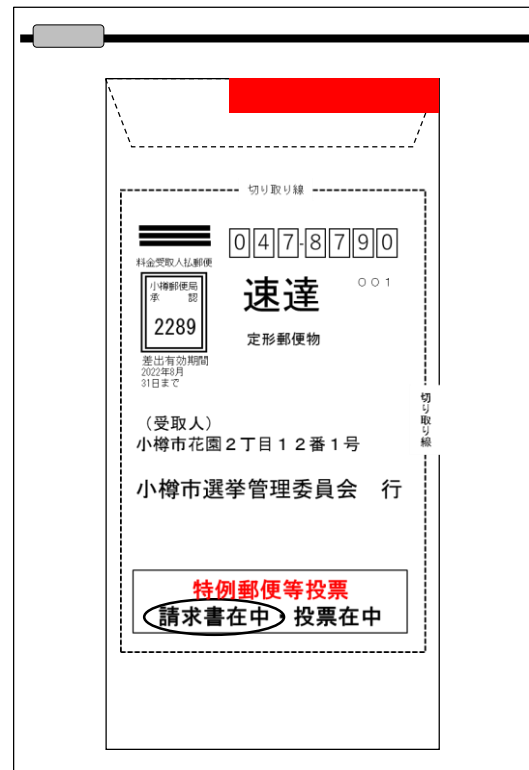 切り取り線
047-8790
料金受取人払郵便
小樽郵便局
承認
2289
速達
001
定形郵便物
差出有効期間
2022年8月
31日まで
切り取り線
（受取人）
小樽市花園２丁目１２番１号
小樽市選挙管理委員会　行
特例郵便等投票
請求書在中・投票在中